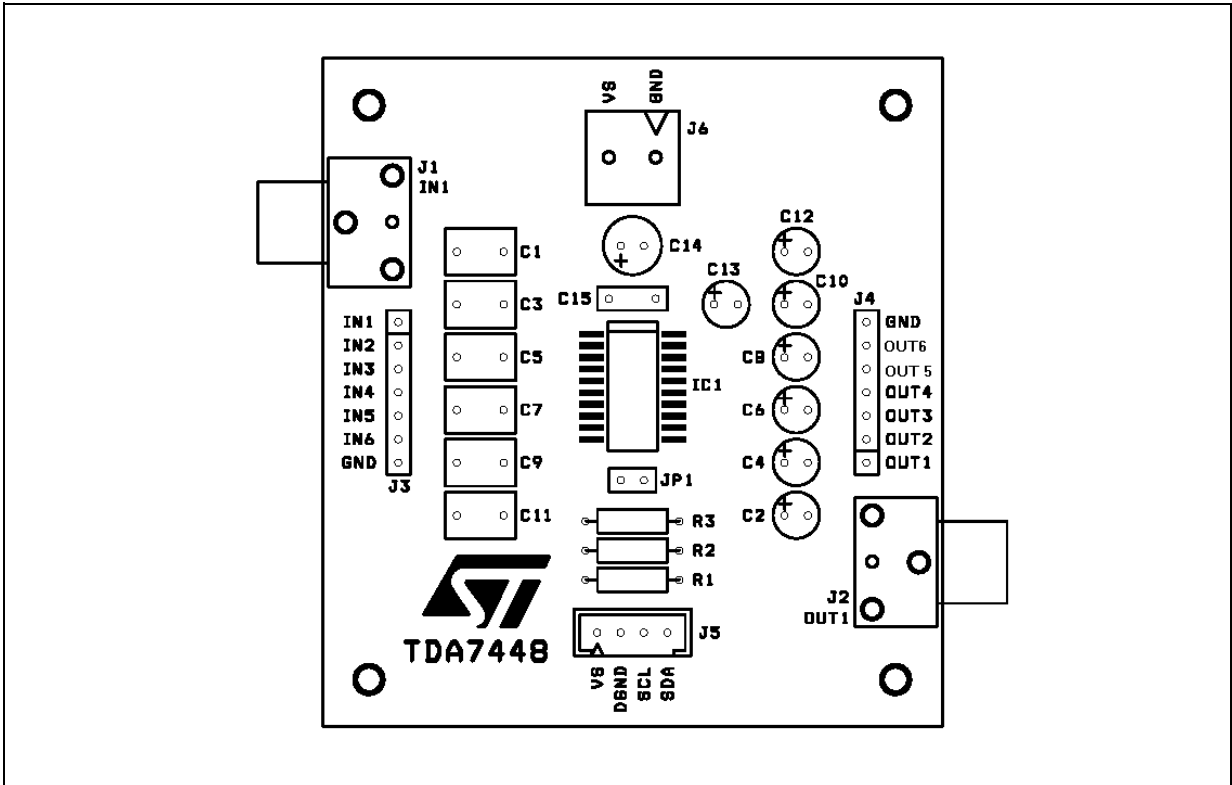 VS
GND
J6
J1
IN1
C12
C1
C14
C13
C3
C15
C10
J4
IN1
IN2
IN3
IN4
IN5
IN6
GND
J3
C5
C7
C9
C11
IC1
C8
C6
C4
C2
GND
OUT6
OUT 5
OUT4
OUT3
OUT2
OUT1
JP1
R3
R2
R1
J2
OUT1
ST
TDA7448
J5
VS
DGND
SCL
SDA